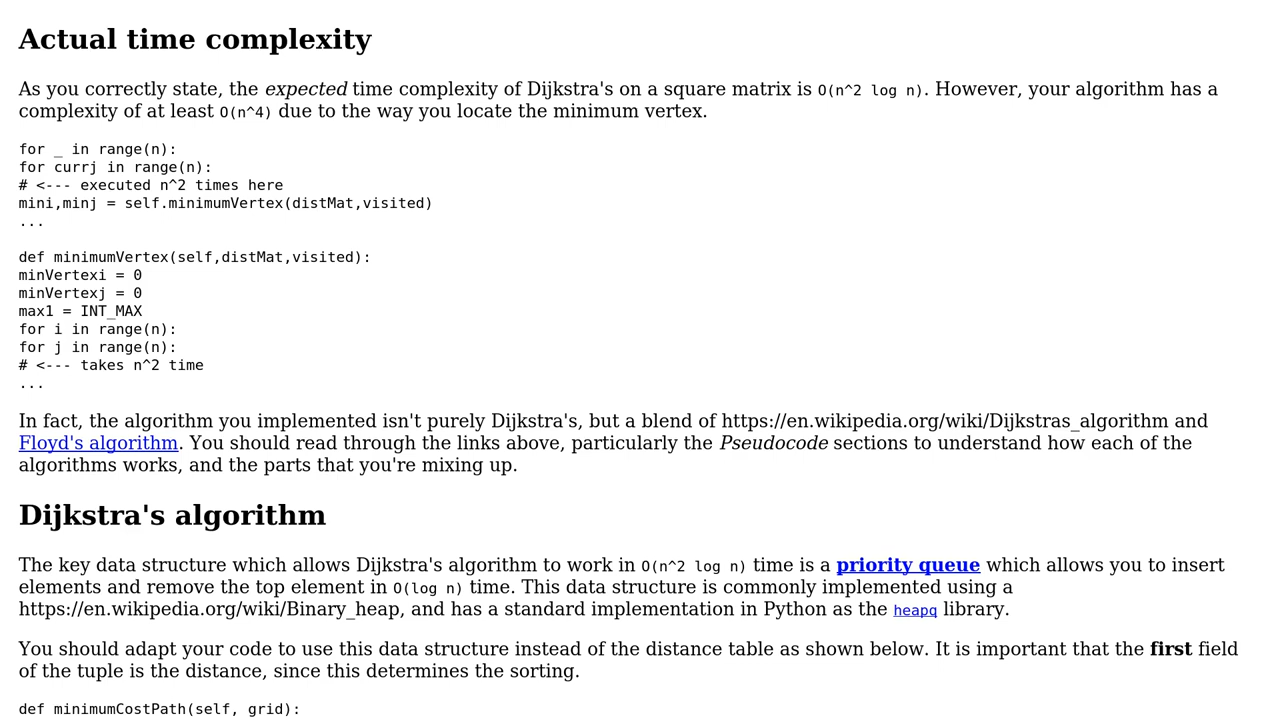 Actual time complexity
As you correctly state, the expected time complexity of Dijkstra's on a square matrix is O(n^2 log n). However, your algorithm has a
complexity of at least O(n^4) due to the way you locate the minimum vertex.
for _ in range(n):
for currj in range(n):
# <--- executed n^2 times here
mini,minj = self.minimumVertex(distMat,visited)
...
def minimumVertex(self,distMat,visited):
minVertexi = 0
minVertexj = 0
max1 = INT_MAX
for i in range(n):
for j in range(n):
# <--- takes n^2 time
...
In fact, the algorithm you implemented isn't purely Dijkstra's, but a blend of https://en.wikipedia.org/wiki/Dijkstras_algorithm and
Floyd's algorithm. You should read through the links above, particularly the Pseudocode sections to understand how each of the
algorithms works, and the parts that you're mixing up.
Dijkstra's algorithm
The key data structure which allows Dijkstra's algorithm to work in O(n^2 log n) time is a priority queue which allows you to insert
elements and remove the top element in O(log n) time. This data structure is commonly implemented using a
https://en.wikipedia.org/wiki/Binary_heap, and has a standard implementation in Python as the heapq library.
You should adapt your code to use this data structure instead of the distance table as shown below. It is important that the first field
of the tuple is the distance, since this determines the sorting.
def minimumCostPath(self, grid):